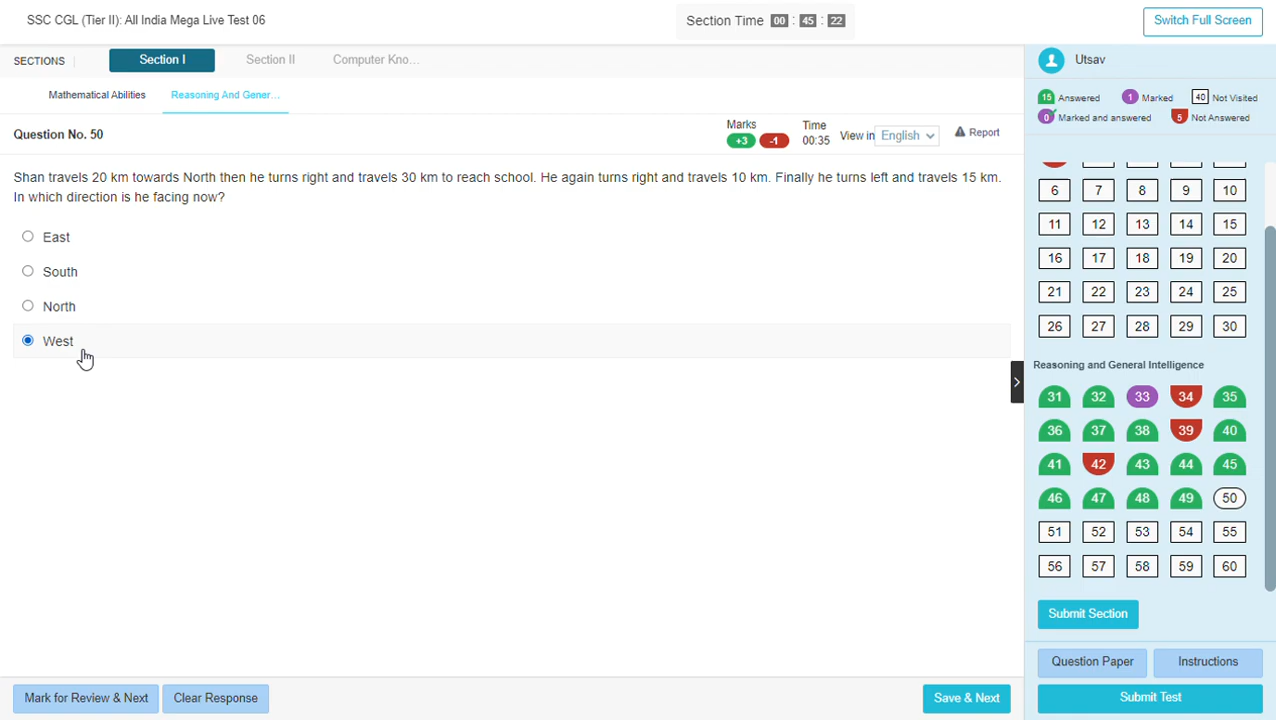 SSC CGL (Tier II): All India Mega Live Test 06
Section Time 00 : 45 : 22
Switch Full Screen
SECTIONS
Section I
Section II
Computer Kno...
Utsav
Mathematical Abilities
Reasoning And Gener...
15 Answered
1 Marked
40 Not Visited
0 Marked and answered
5 Not Answered
Question No. 50
Marks
+3 -1
Time
00:35
View in English
Report
Shan travels 20 km towards North then he turns right and travels 30 km to reach school. He again turns right and travels 10 km. Finally he turns left and travels 15 km.
In which direction is he facing now?
East
South
North
West
6 7 8 9 10
11 12 13 14 15
16 17 18 19 20
21 22 23 24 25
26 27 28 29 30
Reasoning and General Intelligence
31 32 33 34 35
36 37 38 39 40
41 42 43 44 45
46 47 48 49 50
51 52 53 54 55
56 57 58 59 60
Submit Section
Question Paper
Instructions
Mark for Review & Next
Clear Response
Save & Next
Submit Test